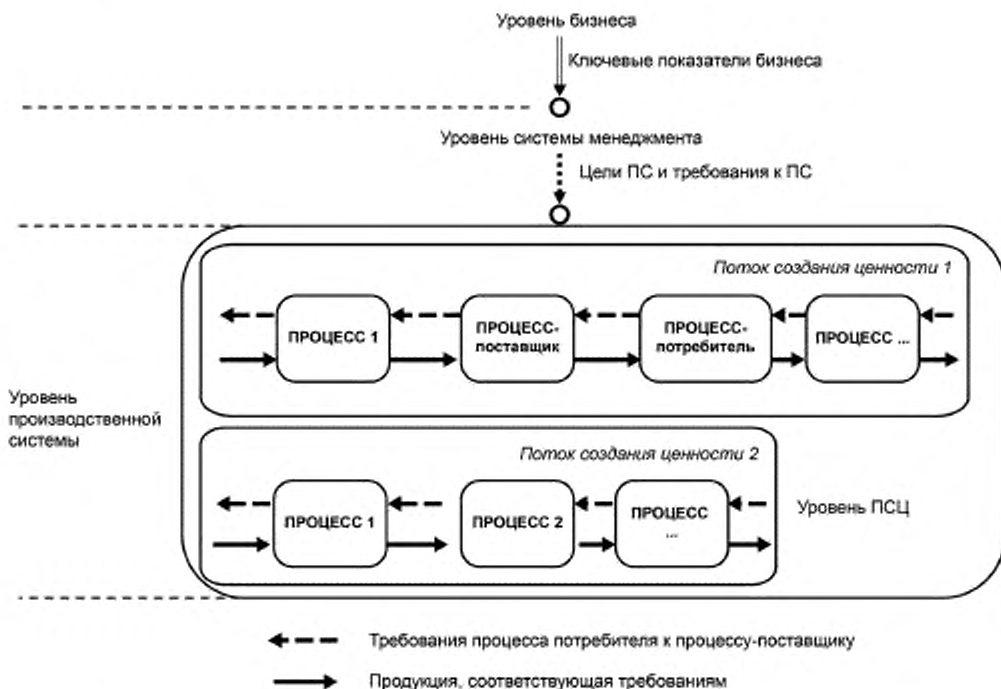 Уровень бизнеса
Ключевые показатели бизнеса
Уровень системы менеджмента
Цели ПС и требования к ПС
Поток создания ценности 1
ПРОЦЕСС 1
ПРОЦЕСС-
поставщик
ПРОЦЕСС-
потребитель
ПРОЦЕСС ...
Уровень
производственной
системы
Поток создания ценности 2
ПРОЦЕСС 1
ПРОЦЕСС 2
ПРОЦЕСС
...
Уровень ПСЦ
Требования процесса потребителя к процессу-поставщику
Продукция, соответствующая требованиям